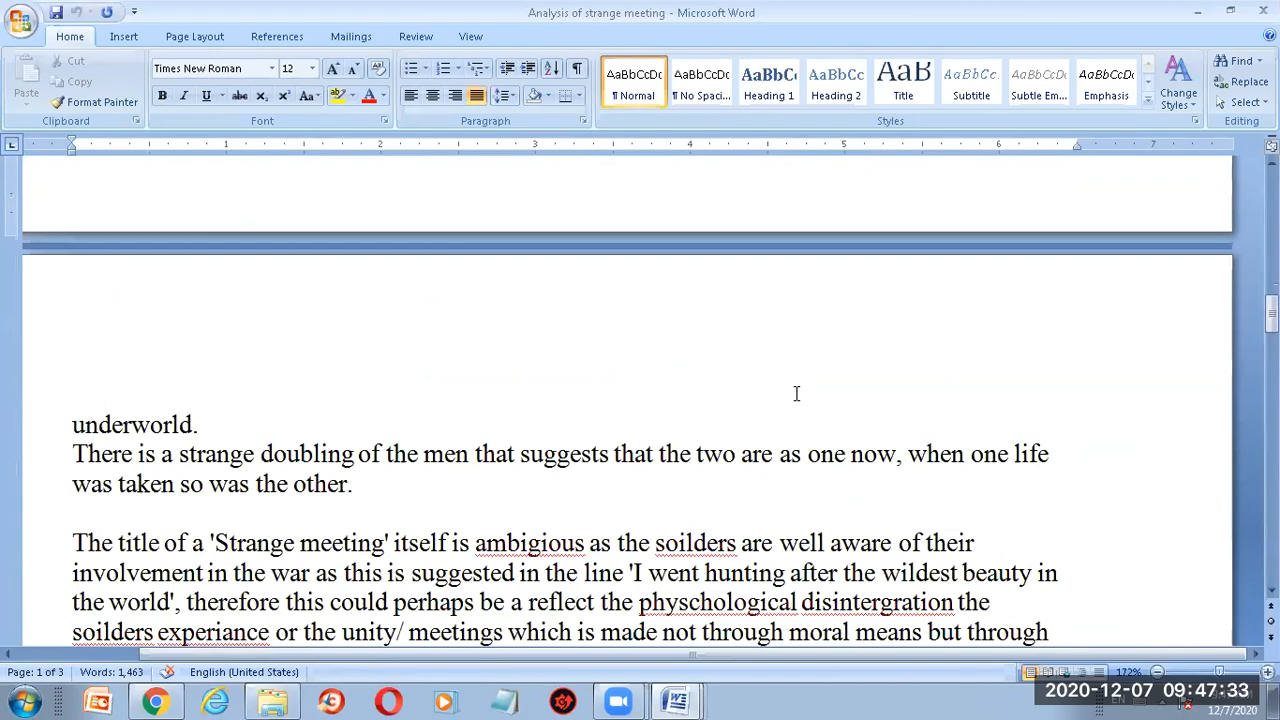 Analysis of strange meeting - Microsoft Word
Home Insert Page Layout References Mailings Review View
Paste Cut Copy Format Painter Clipboard
Times New Roman 12 Font
Paragraph
AaBbCcDc ¶ Normal
AaBbCcDc ¶ No Spaci...
AaBbCc Heading 1
AaBbCc Heading 2
AaB Title
AaBbCc. Subtitle
AaBbCcDc Subtle Em...
AaBbCcDc Emphasis
Change Styles Styles
Find Replace Select Editing
1 2 3 4 5 6 7
underworld.
There is a strange doubling of the men that suggests that the two are as one now, when one life
was taken so was the other.
The title of a 'Strange meeting' itself is ambigious as the soilders are well aware of their
involvement in the war as this is suggested in the line 'I went hunting after the wildest beauty in
the world', therefore this could perhaps be a reflect the physchological disintergration the
soilders experiance or the unity/ meetings which is made not through moral means but through
Page: 1 of 3 Words: 1,463 English (United States) 172%
2020-12-07 09:47:33
12/7/2020